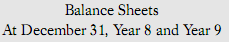 Balance Sheets
At December 31, Year 8 and Year 9